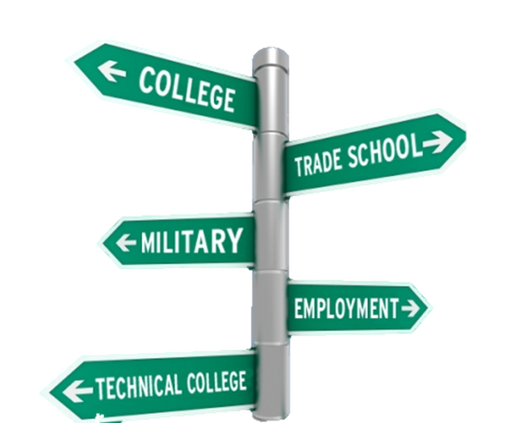 COLLEGE
TRADE SCHOOL
MILITARY
EMPLOYMENT
TECHNICAL COLLEGE